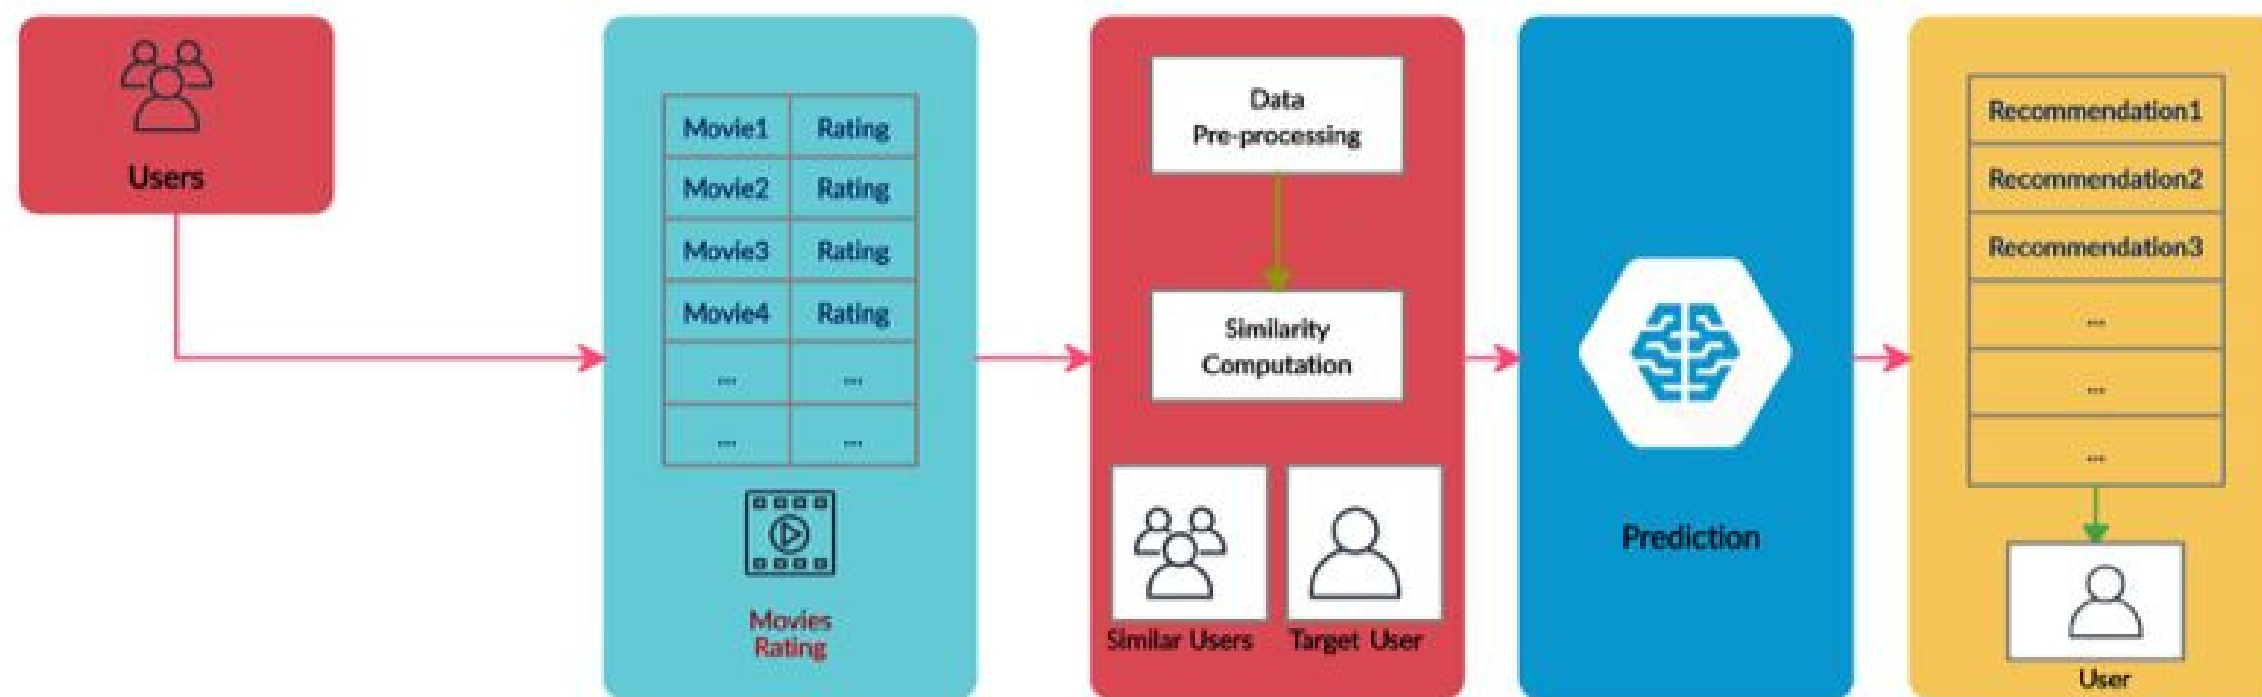 Users
Movie1 Rating
Movie2 Rating
Movie3 Rating
Movie4 Rating
... ...
... ...
Movies
Rating
Data
Pre-processing
Similarity
Computation
Similar Users
Target User
Prediction
Recommendation1
Recommendation2
Recommendation3
...
...
...
User